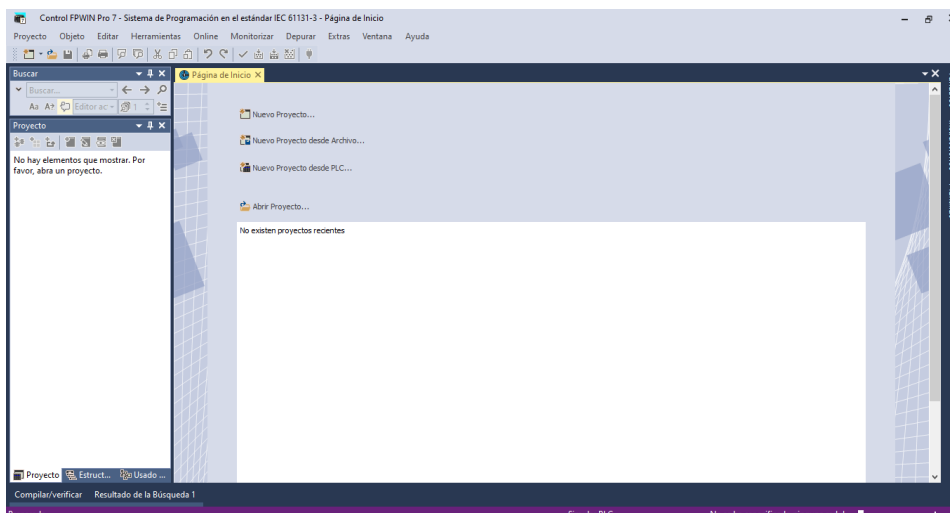 Control FPWIN Pro 7 - Sistema de Programación en el estándar IEC 61131-3 - Página de Inicio
Proyecto Objeto Editar Herramientas Online Monitorizar Depurar Extras Ventana Ayuda
Buscar
Página de Inicio
Buscar...
Editor ac
1
Proyecto
No hay elementos que mostrar. Por
favor, abra un proyecto.
Nuevo Proyecto...
Nuevo Proyecto desde Archivo...
Nuevo Proyecto desde PLC...
Abrir Proyecto...
No existen proyectos recientes
Proyecto Estruct... Usado ...
Compilar/verificar Resultado de la Búsqueda 1